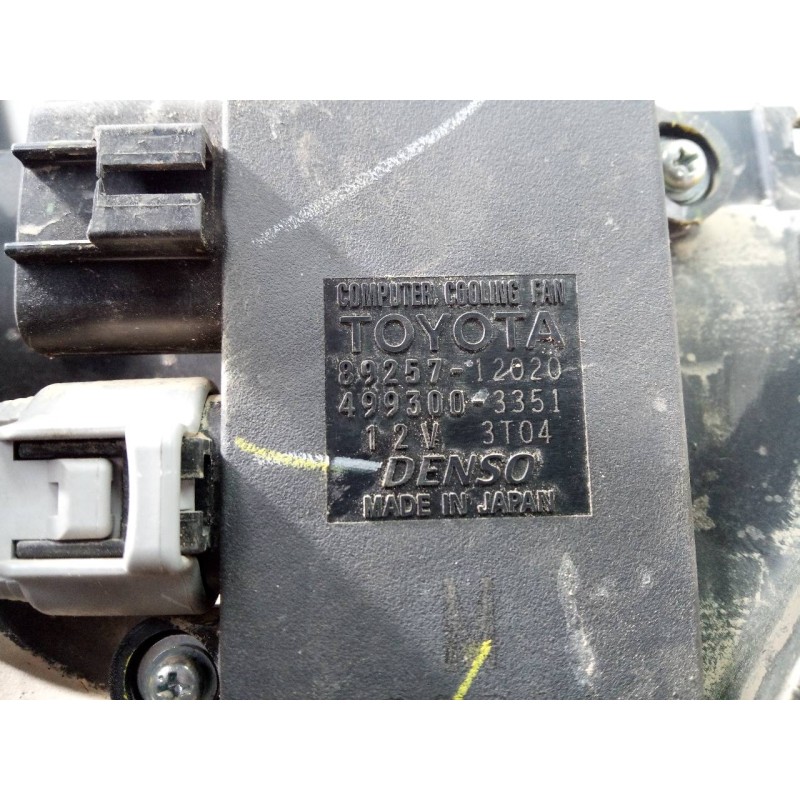 COMPUTER, COOLING FAN
TOYOTA
89257-12020
499300-3351
12V 3T04
DENSO
MADE IN JAPAN